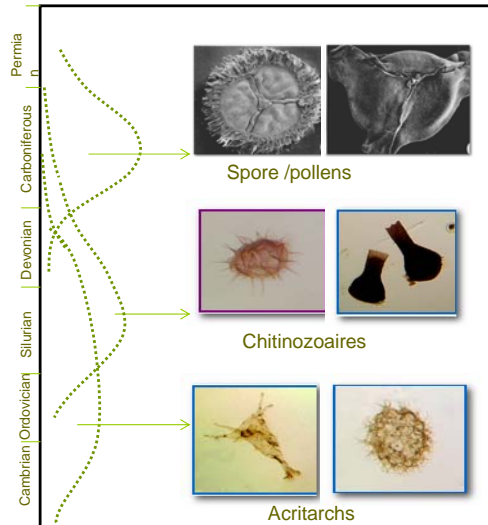 Permia
n
Carboniferous
Devonian
Silurian
Ordovician
Cambrian
Spore /pollens
Chitinozoaires
Acritarchs